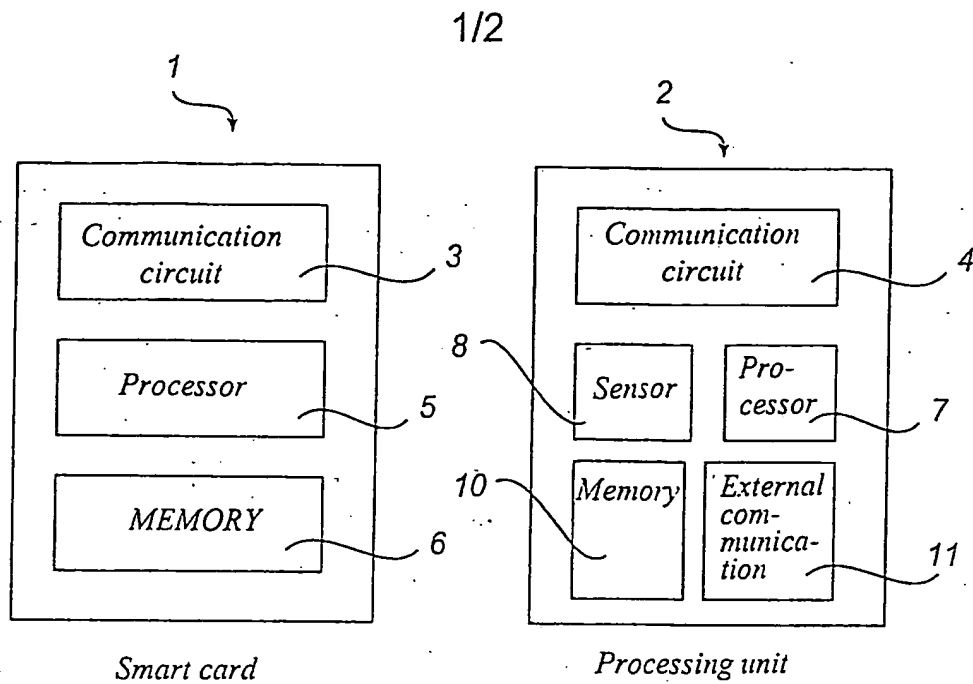 1/2
1
2
Communication
circuit
3
Processor
5
MEMORY
6
Smart card
Communication
circuit
4
8
Sensor
Pro-
cessor
7
10
Memory
External
com-
munica-
tion
11
Processing unit